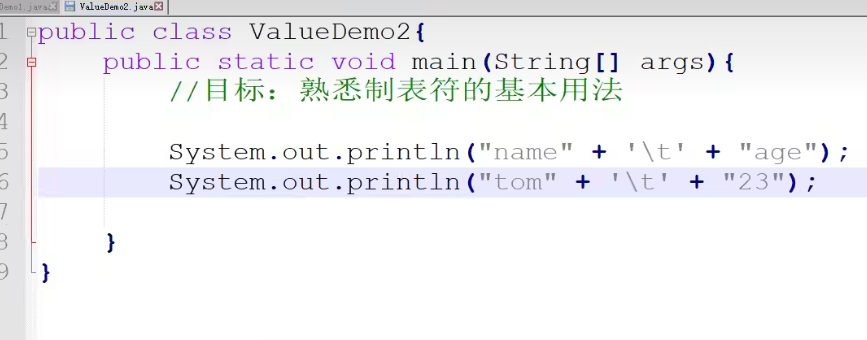 Demo1.java ValueDemo2.java
1 public class ValueDemo2{
2 public static void main(String[] args){
3 //目标：熟悉制表符的基本用法
4
5 System.out.println("name" + '\t' + "age");
6 System.out.println("tom" + '\t' + "23");
7
8 }
9 }